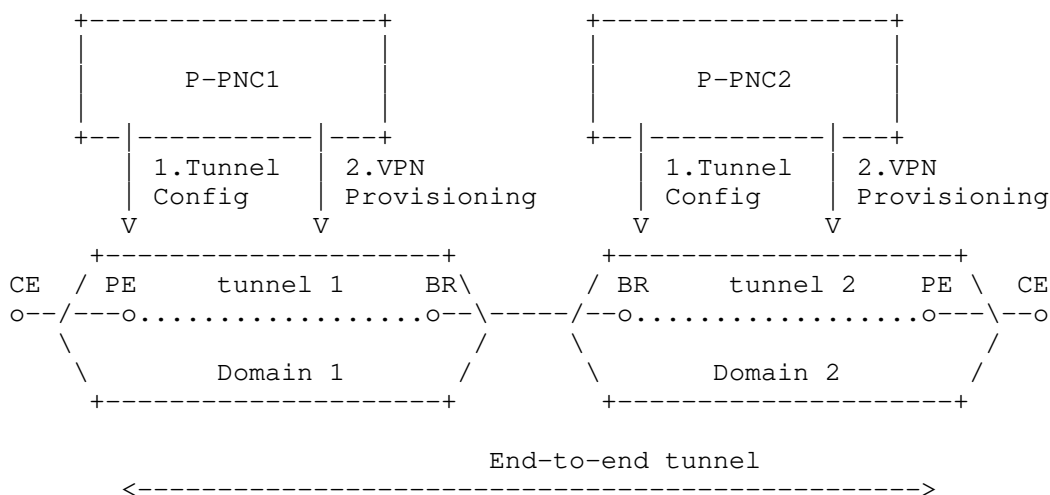 P-PNC1 P-PNC2
1.Tunnel 2.VPN 1.Tunnel 2.VPN
Config Provisioning Config Provisioning
V V V V
CE PE tunnel 1 BR BR tunnel 2 PE CE
Domain 1 Domain 2
End-to-end tunnel